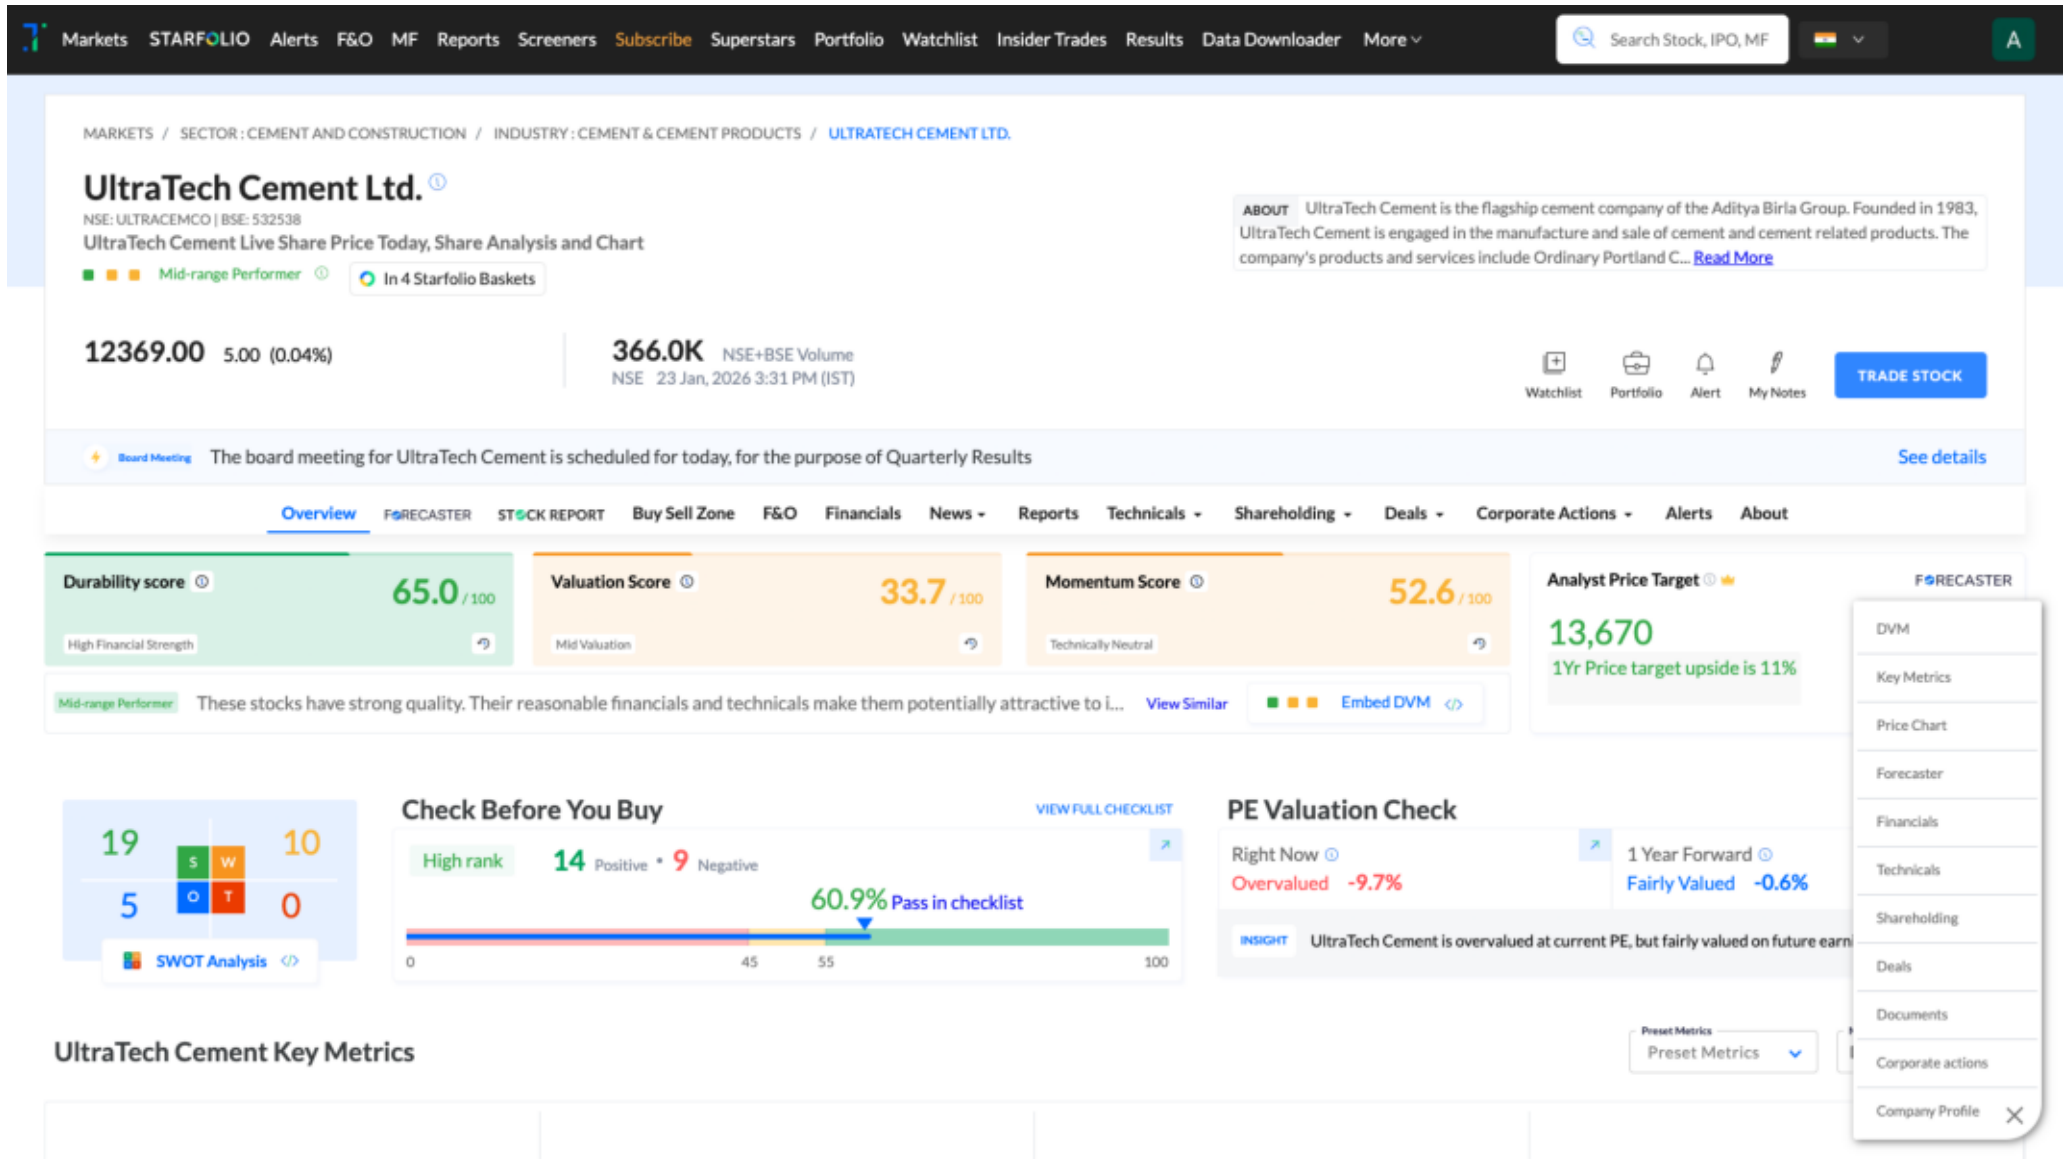 Markets STARFOLIO Alerts F&O MF Reports Screeners Subscribe Superstars Portfolio Watchlist Insider Trades Results Data Downloader More Search Stock, IPO, MF A
MARKETS / SECTOR : CEMENT AND CONSTRUCTION / INDUSTRY : CEMENT & CEMENT PRODUCTS / ULTRATECH CEMENT LTD.
UltraTech Cement Ltd.
NSE: ULTRACEMCO | BSE: 532538
UltraTech Cement Live Share Price Today, Share Analysis and Chart
Mid-range Performer In 4 Starfolio Baskets
ABOUT UltraTech Cement is the flagship cement company of the Aditya Birla Group. Founded in 1983,
UltraTech Cement is engaged in the manufacture and sale of cement and cement related products. The
company's products and services include Ordinary Portland C... Read More
12369.00 5.00 (0.04%)
366.0K NSE+BSE Volume
NSE 23 Jan, 2026 3:31 PM (IST)
Watchlist Portfolio Alert My Notes TRADE STOCK
Board Meeting The board meeting for UltraTech Cement is scheduled for today, for the purpose of Quarterly Results See details
Overview FORECASTER STOCK REPORT Buy Sell Zone F&O Financials News Reports Technicals Shareholding Deals Corporate Actions Alerts About
Durability score 65.0 / 100
High Financial Strength
Valuation Score 33.7 / 100
Mid Valuation
Momentum Score 52.6 / 100
Technically Neutral
Analyst Price Target FORECASTER
13,670
1Yr Price target upside is 11%
Mid-range Performer These stocks have strong quality. Their reasonable financials and technicals make them potentially attractive to i... View Similar Embed DVM </>
19 10
S W
O T
5 0
SWOT Analysis </>
Check Before You Buy VIEW FULL CHECKLIST
High rank 14 Positive • 9 Negative
60.9% Pass in checklist
0 45 55 100
PE Valuation Check
Right Now
Overvalued -9.7%
1 Year Forward
Fairly Valued -0.6%
INSIGHT UltraTech Cement is overvalued at current PE, but fairly valued on future earni
UltraTech Cement Key Metrics
Preset Metrics
Preset Metrics
DVM
Key Metrics
Price Chart
Forecaster
Financials
Technicals
Shareholding
Deals
Documents
Corporate actions
Company Profile